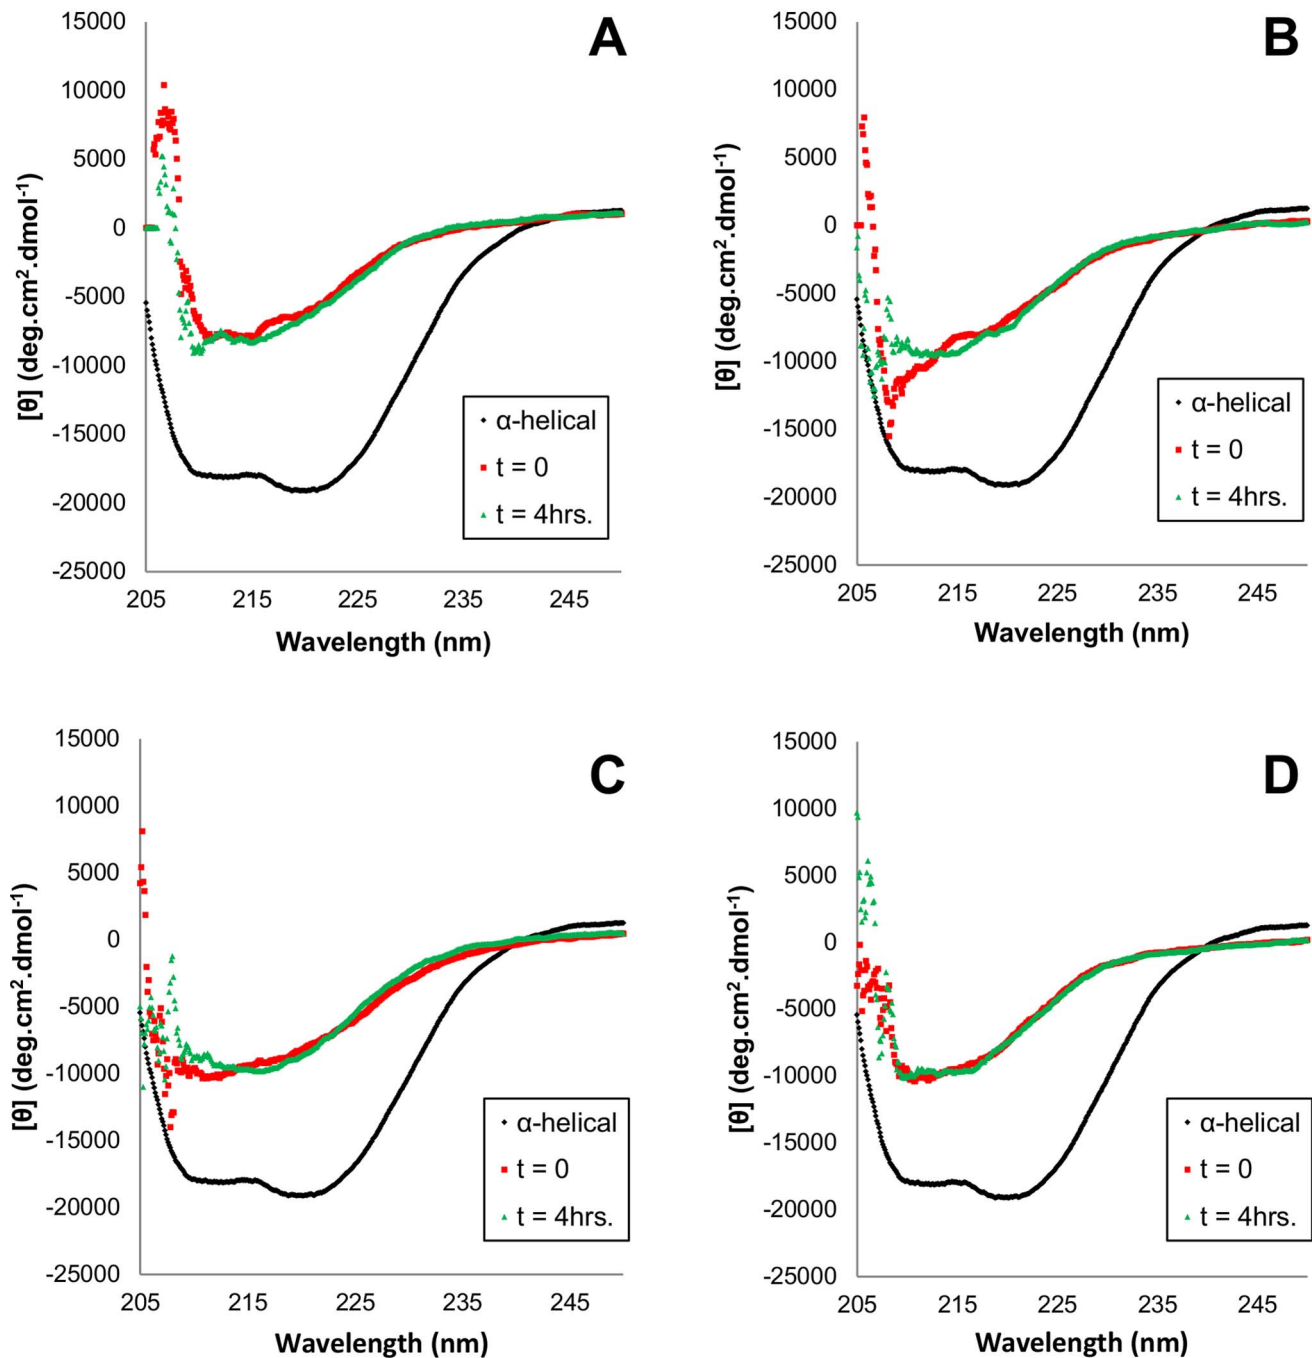 A
15000
10000
5000
0
-5000
-10000
-15000
-20000
-25000
[θ] (deg.cm².dmol⁻¹)
α-helical
t = 0
t = 4hrs.
205 215 225 235 245
Wavelength (nm)
B
15000
10000
5000
0
-5000
-10000
-15000
-20000
-25000
[θ] (deg.cm².dmol⁻¹)
α-helical
t = 0
t = 4hrs.
205 215 225 235 245
Wavelength (nm)
C
15000
10000
5000
0
-5000
-10000
-15000
-20000
-25000
[θ] (deg.cm².dmol⁻¹)
α-helical
t = 0
t = 4hrs.
205 215 225 235 245
Wavelength (nm)
D
15000
10000
5000
0
-5000
-10000
-15000
-20000
-25000
[θ] (deg.cm².dmol⁻¹)
α-helical
t = 0
t = 4hrs.
205 215 225 235 245
Wavelength (nm)